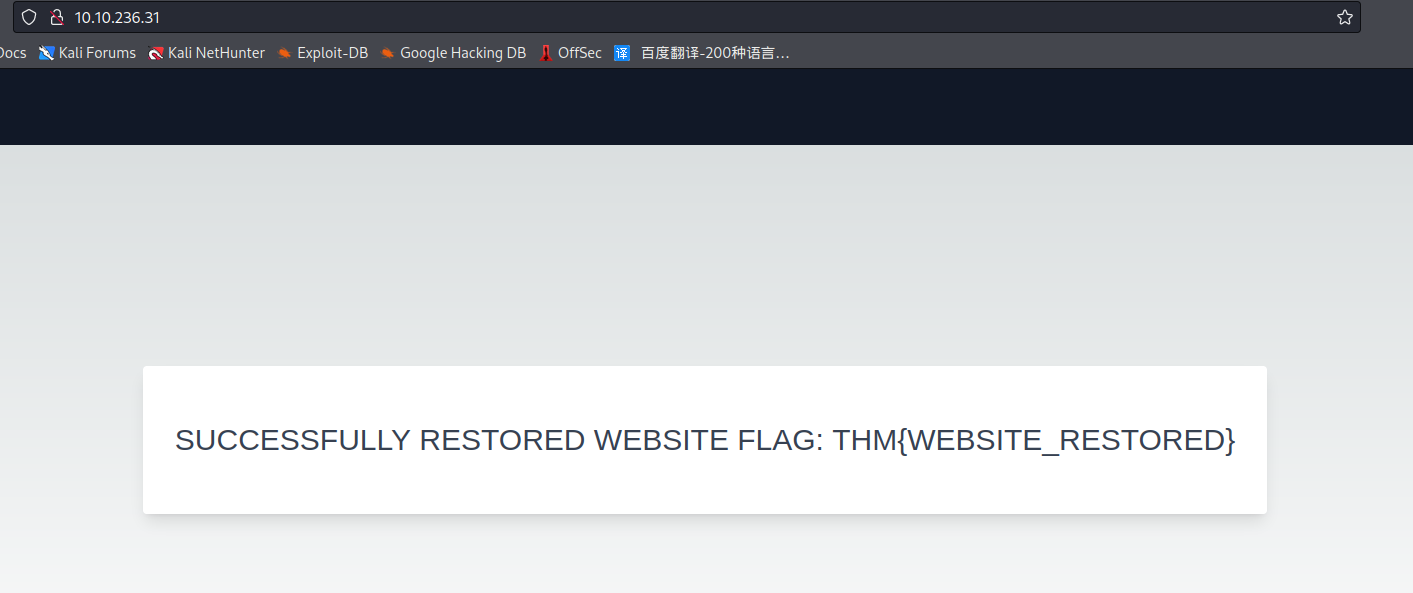 10.10.236.31
Docs Kali Forums Kali NetHunter Exploit-DB Google Hacking DB OffSec 译 百度翻译-200种语言...
SUCCESSFULLY RESTORED WEBSITE FLAG: THM{WEBSITE_RESTORED}